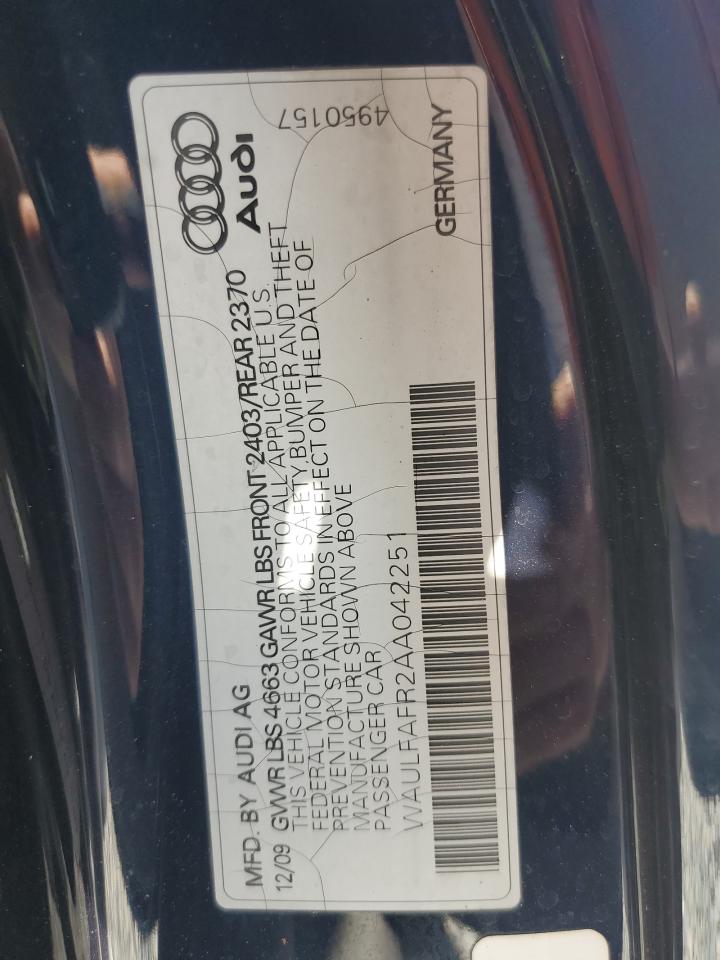 MFD. BY AUDI AG
Audi
12/09 GVWR LBS 4663 GAWR LBS FRONT 2403/REAR 2370
THIS VEHICLE CONFORMS TO ALL APPLICABLE U.S.
FEDERAL MOTOR VEHICLE SAFETY, BUMPER AND THEFT
PREVENTION STANDARDS IN EFFECT ON THE DATE OF
MANUFACTURE SHOWN ABOVE
PASSENGER CAR
4950157
WAULFAFR2AA042251
GERMANY